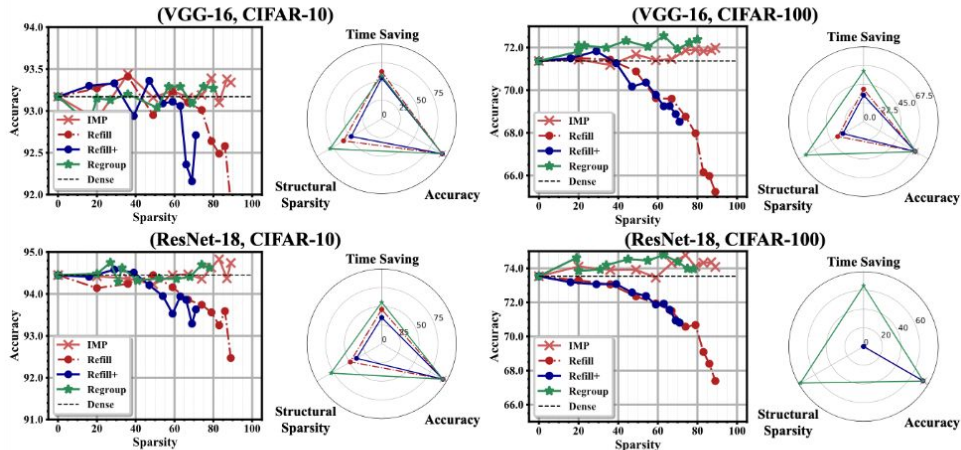 (VGG-16, CIFAR-10)
94.0
93.5
93.0
92.5
92.0
Accuracy
IMP
Refill
Refill+
Regroup
Dense
0 20 40 60 80 100
Sparsity
Time Saving
75
50
25
0
Structural
Sparsity
Accuracy
(VGG-16, CIFAR-100)
72.0
70.0
68.0
66.0
Accuracy
IMP
Refill
Refill+
Regroup
Dense
0 20 40 60 80 100
Sparsity
Time Saving
67.5
45.0
22.5
0.0
Structural
Sparsity
Accuracy
(ResNet-18, CIFAR-10)
95.0
94.0
93.0
92.0
91.0
Accuracy
IMP
Refill
Refill+
Regroup
Dense
0 20 40 60 80 100
Sparsity
Time Saving
75
50
25
0
Structural
Sparsity
Accuracy
(ResNet-18, CIFAR-100)
74.0
72.0
70.0
68.0
66.0
Accuracy
IMP
Refill
Refill+
Regroup
Dense
0 20 40 60 80 100
Sparsity
Time Saving
60
40
20
0
Structural
Sparsity
Accuracy